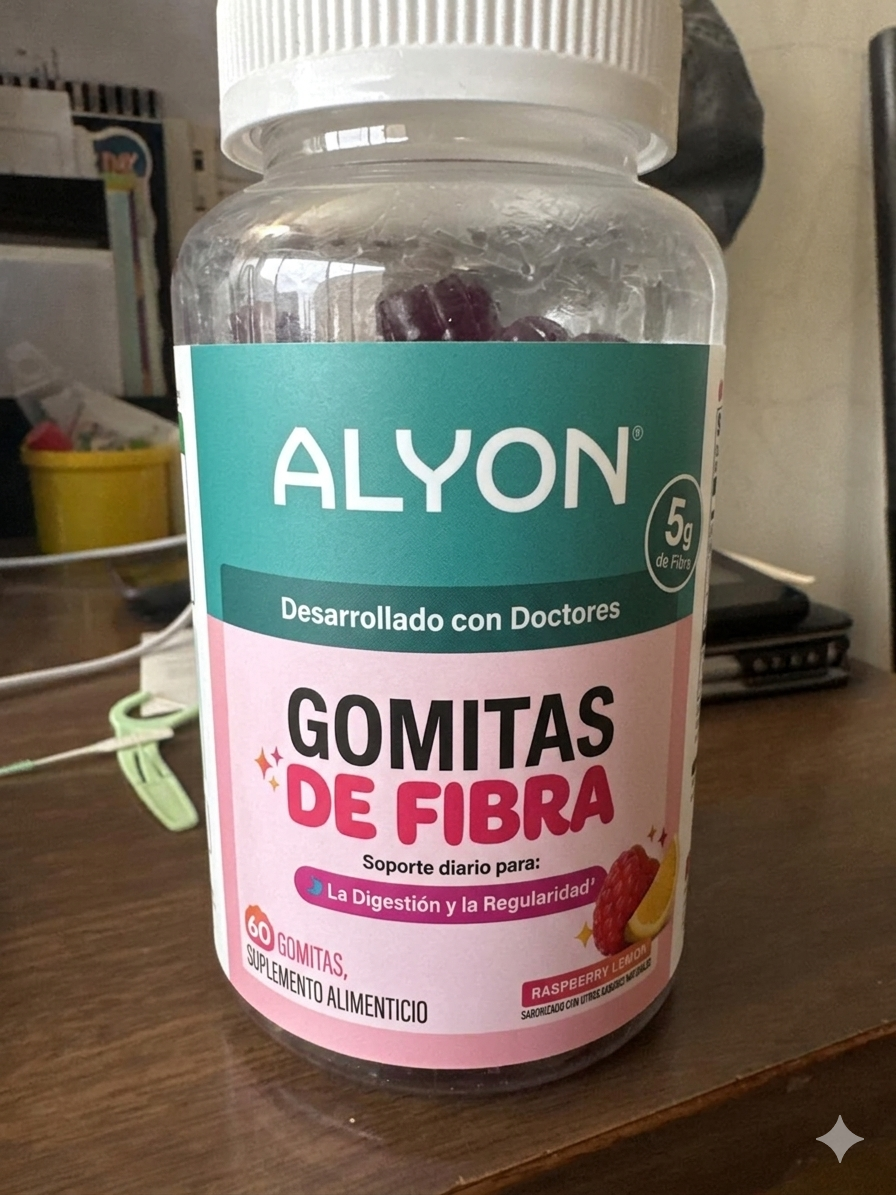 ALYON®
5g
de Fibra
Desarrollado con Doctores
GOMITAS
DE FIBRA
Soporte diario para:
La Digestión y la Regularidad
60 GOMITAS,
SUPLEMENTO ALIMENTICIO
RASPBERRY LEMON